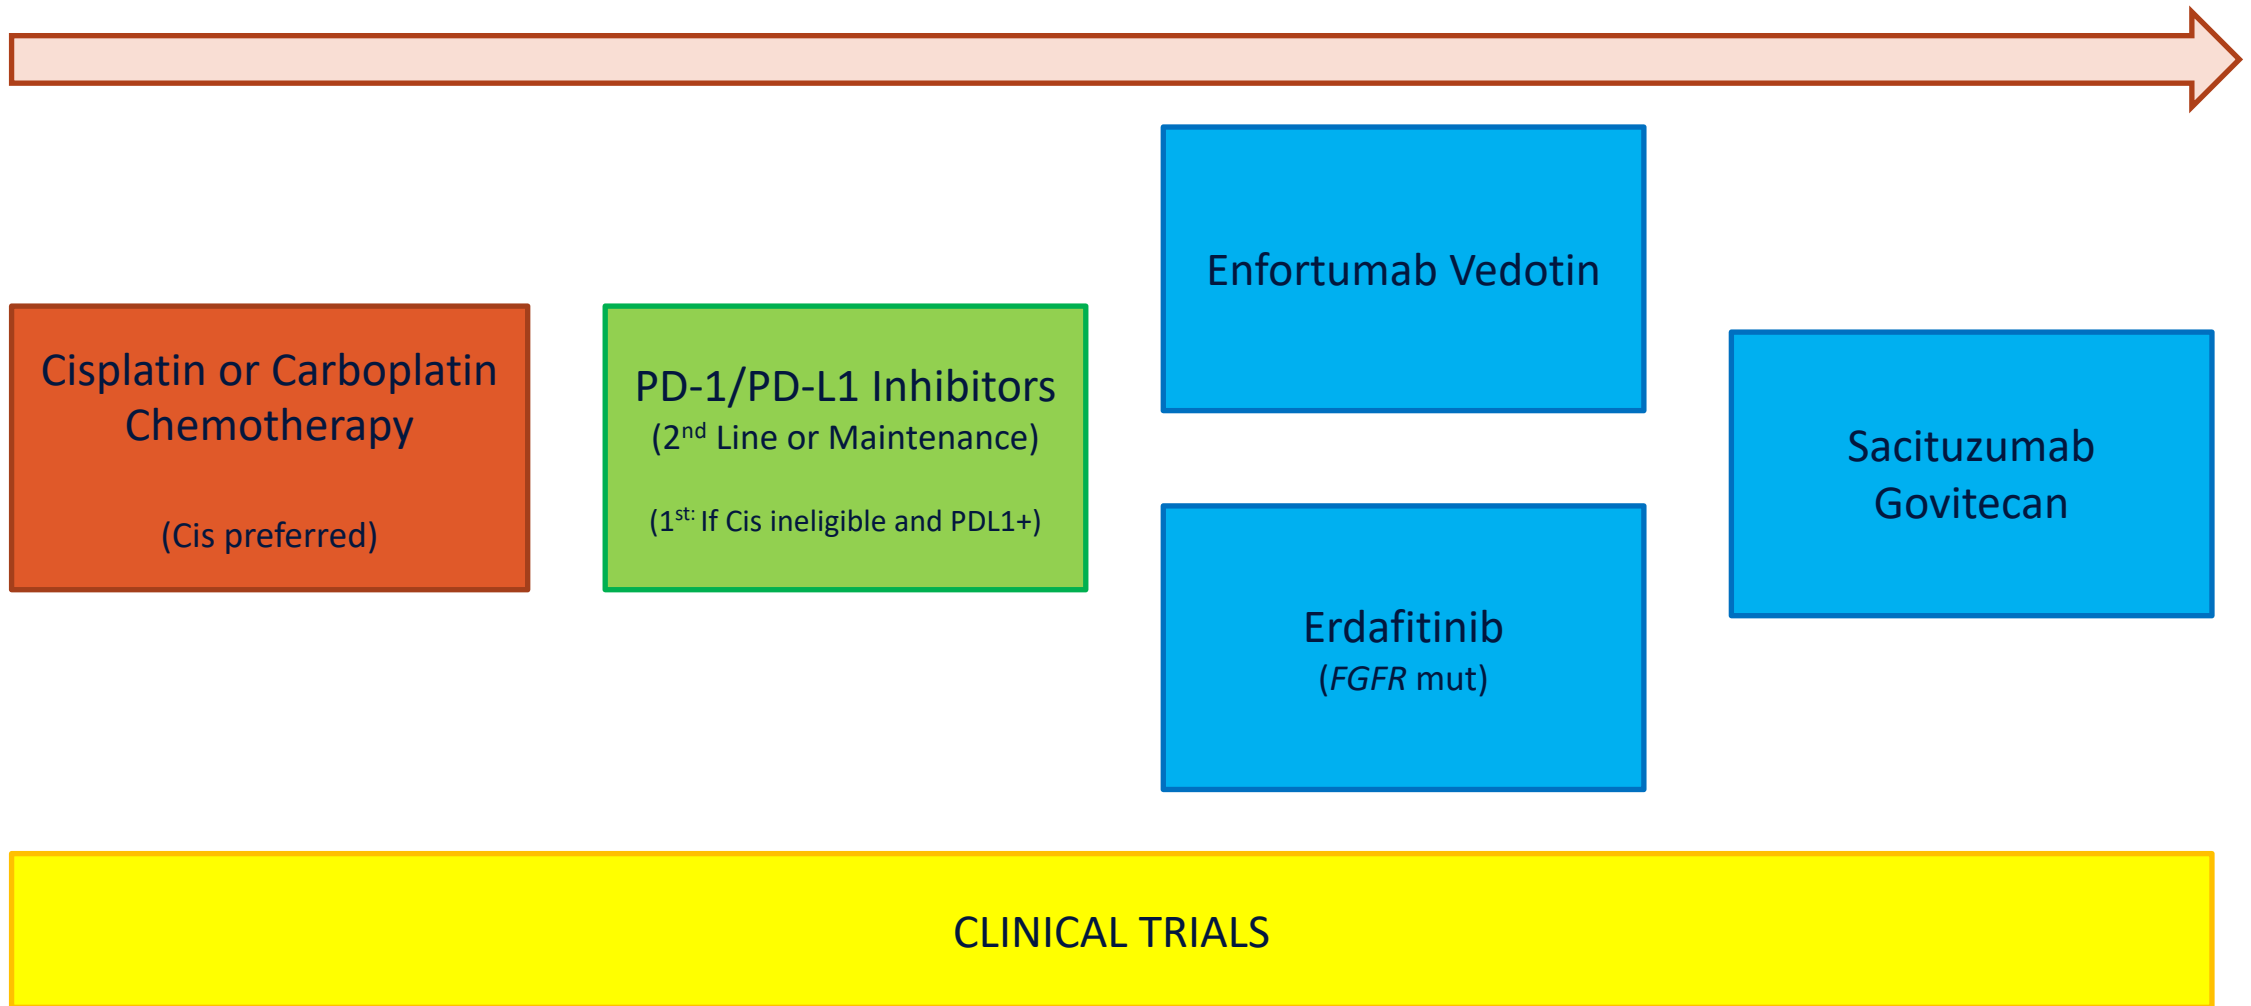 Cisplatin or Carboplatin
Chemotherapy
(Cis preferred)
PD-1/PD-L1 Inhibitors
(2nd Line or Maintenance)
(1st: If Cis ineligible and PDL1+)
Enfortumab Vedotin
Erdafitinib
(FGFR mut)
Sacituzumab
Govitecan
CLINICAL TRIALS